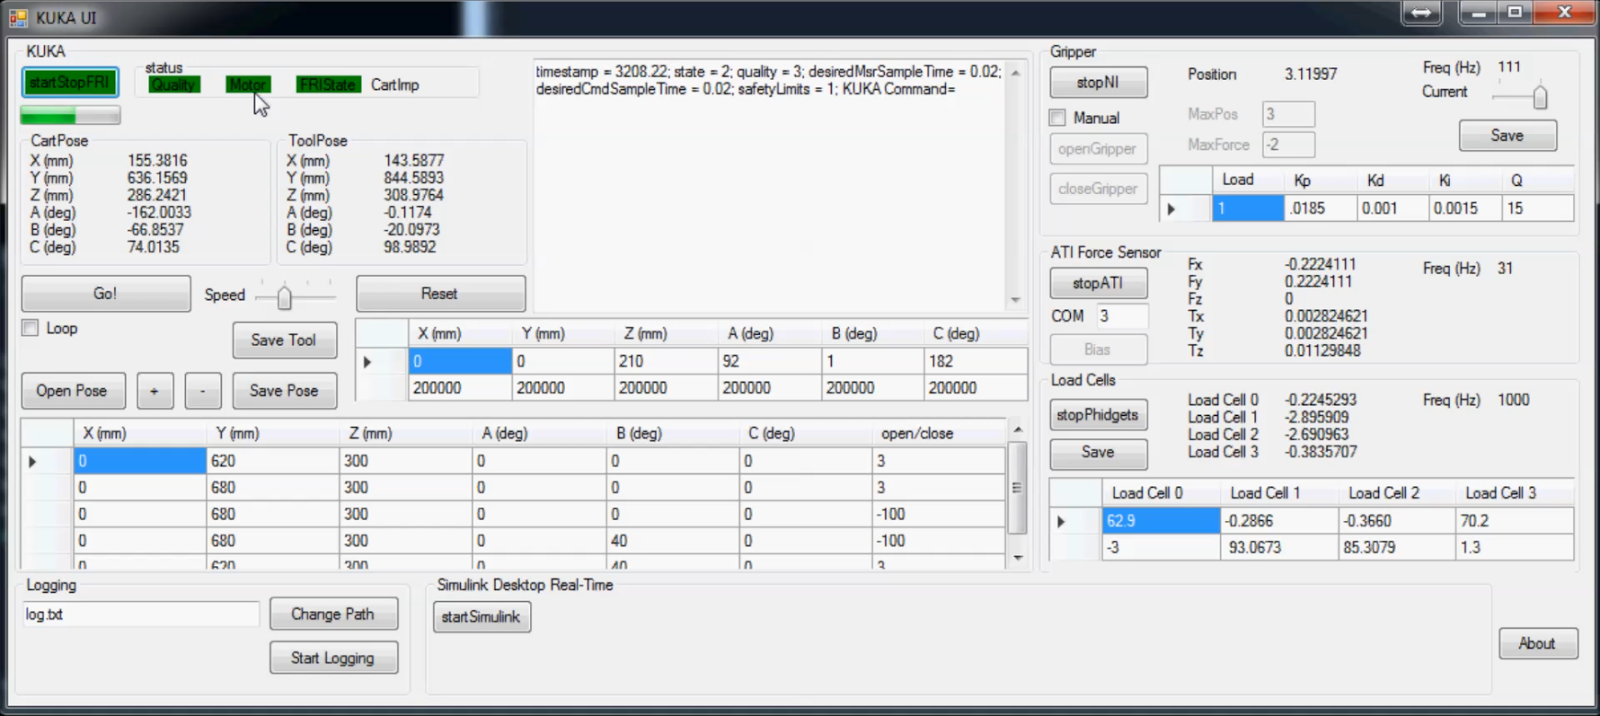 KUKA UI
KUKA
startStopFRI
status
Quality Motor FRIState CartImp
timestamp = 3208.22; state = 2; quality = 3; desiredMsrSampleTime = 0.02;
desiredCmdSampleTime = 0.02; safetyLimits = 1; KUKA Command=
CartPose
X (mm) 155.3816
Y (mm) 636.1569
Z (mm) 286.2421
A (deg) -162.0033
B (deg) -66.8537
C (deg) 74.0135
ToolPose
X (mm) 143.5877
Y (mm) 844.5893
Z (mm) 308.9764
A (deg) -0.1174
B (deg) -20.0973
C (deg) 98.9892
Go!
Speed
Reset
Loop
Save Tool
Open Pose + - Save Pose
X (mm) Y (mm) Z (mm) A (deg) B (deg) C (deg)
0 0 210 92 1 182
200000 200000 200000 200000 200000 200000
X (mm) Y (mm) Z (mm) A (deg) B (deg) C (deg) open/close
0 620 300 0 0 0 3
0 680 300 0 0 0 3
0 680 300 0 0 0 -100
0 680 300 0 40 0 -100
0 620 300 0 40 0 3
Logging
log.txt
Change Path
Start Logging
Simulink Desktop Real-Time
startSimulink
Gripper
stopNI
Position 3.11997
Freq (Hz) 111
Current
Manual
MaxPos 3
MaxForce -2
Save
openGripper
closeGripper
Load Kp Kd Ki Q
1 .0185 0.001 0.0015 15
ATI Force Sensor
stopATI
COM 3
Bias
Fx -0.2224111
Fy 0.2224111
Fz 0
Tx 0.002824621
Ty 0.002824621
Tz 0.01129848
Freq (Hz) 31
Load Cells
stopPhidgets
Save
Load Cell 0 -0.2245293
Load Cell 1 -2.895909
Load Cell 2 -2.690963
Load Cell 3 -0.3835707
Freq (Hz) 1000
Load Cell 0 Load Cell 1 Load Cell 2 Load Cell 3
62.9 -0.2866 -0.3660 70.2
-3 93.0673 85.3079 1.3
About